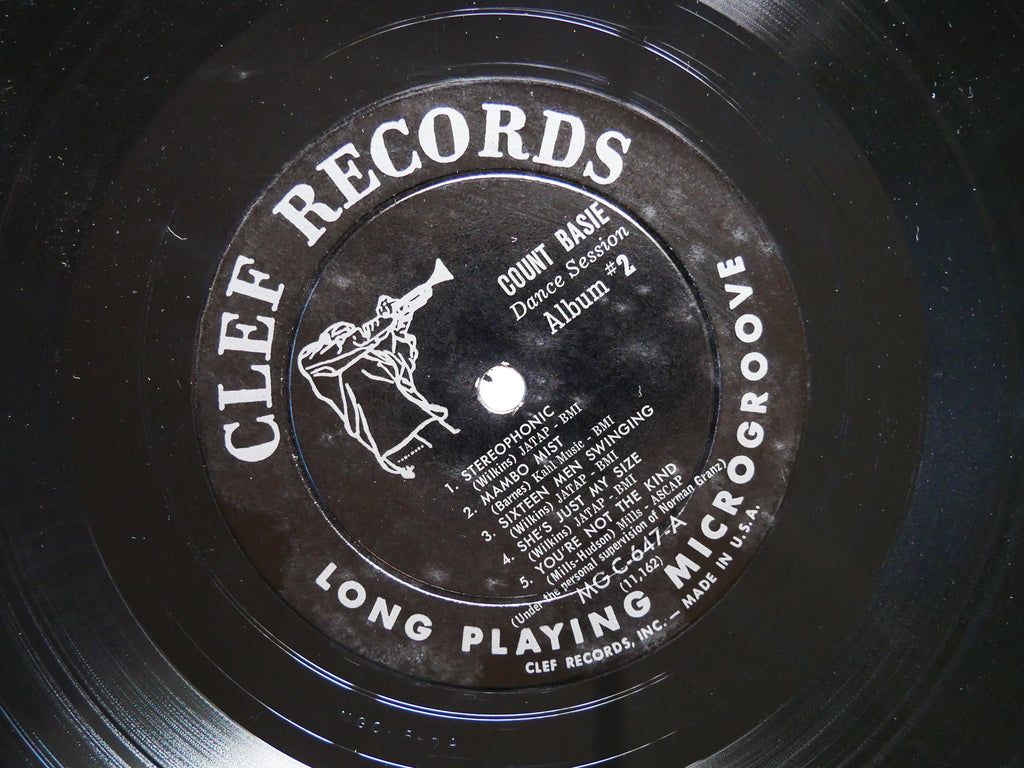 CLEF RECORDS
COUNT BASIE
Dance Session
Album #2
1. STEREOPHONIC
(Wilkins) JATAP - BMI
2. MAMBO MIST
(Barnes) Kahl Music - BMI
3. SIXTEEN MEN SWINGING
(Wilkins) JATAP - BMI
4. SHE'S JUST MY SIZE
(Wilkins) JATAP - BMI
5. YOU'RE NOT THE KIND
(Mills-Hudson) Mills - ASCAP
(Under the personal supervision of Norman Granz)
MG C-647-A
(11,162)
LONG PLAYING MICROGROOVE
CLEF RECORDS, INC. — MADE IN U.S.A.